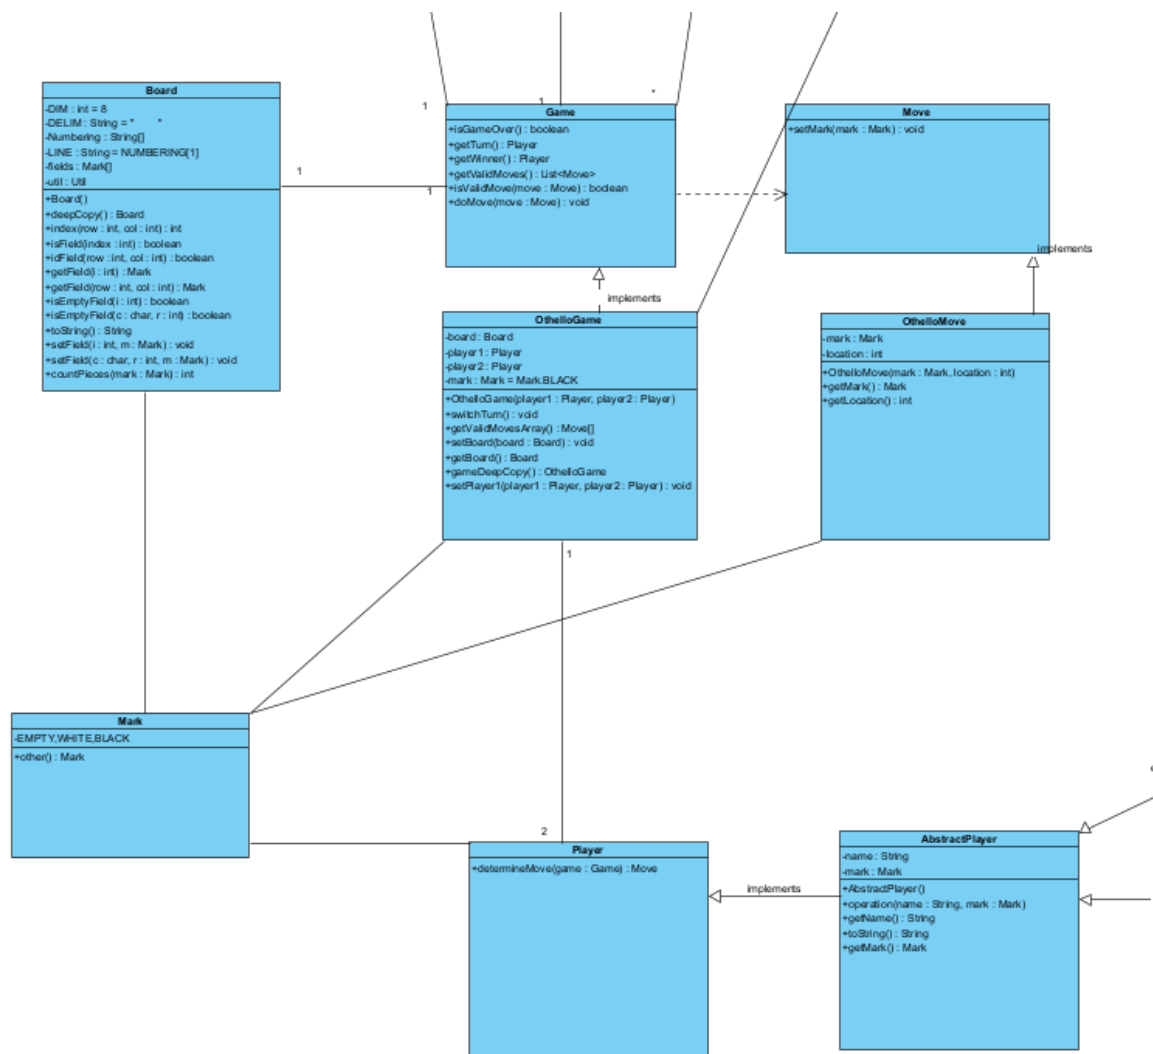 Board
-DIM : int = 8
-DELIM : String = "        "
-Numbering : String[]
-LINE : String = NUMBERING[1]
-fields : Mark[]
-util : Util
+Board()
+deepCopy() : Board
+index(row : int, col : int) : int
+isField(index : int) : boolean
+idField(row : int, col : int) : boolean
+getField(i : int) : Mark
+getField(row : int, col : int) : Mark
+isEmptyField(i : int) : boolean
+isEmptyField(c : char, r : int) : boolean
+toString() : String
+setField(i : int, m : Mark) : void
+setField(c : char, r : int, m : Mark) : void
+countPieces(mark : Mark) : int
1
1
1
1
*
Game
+isGameOver() : boolean
+getTurn() : Player
+getWinner() : Player
+getValidMoves() : List<Move>
+isValidMove(move : Move) : boolean
+doMove(move : Move) : void
Move
+setMark(mark : Mark) : void
implements
implements
OthelloGame
-board : Board
-player1 : Player
-player2 : Player
-mark : Mark = Mark.BLACK
+OthelloGame(player1 : Player, player2 : Player)
+switchTurn() : void
+getValidMovesArray() : Move[]
+setBoard(board : Board) : void
+getBoard() : Board
+gameDeepCopy() : OthelloGame
+setPlayer1(player1 : Player, player2 : Player) : void
OthelloMove
-mark : Mark
-location : int
+OthelloMove(mark : Mark, location : int)
+getMark() : Mark
+getLocation() : int
1
Mark
-EMPTY,WHITE,BLACK
+other() : Mark
2
Player
+determineMove(game : Game) : Move
implements
AbstractPlayer
-name : String
-mark : Mark
+AbstractPlayer()
+operation(name : String, mark : Mark)
+getName() : String
+toString() : String
+getMark() : Mark